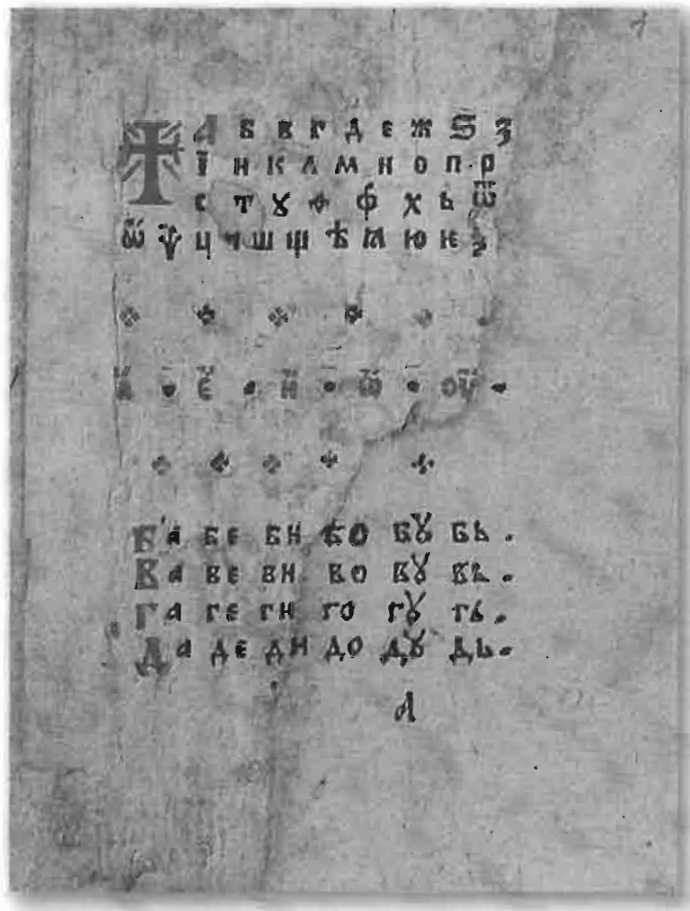 А Б В Г Д Е Ж Ѕ З
Ї И К Л М Н О П Р
С Т Ꙋ Ф Х Ь Ѿ
Ѽ Ѱ Ц Ч Ш Щ Ѣ Ꙗ Ю Ѥ Ѯ
А • Е • И • Ѡ • ОУ •
Ба бе би бо бꙋ бь .
Ва ве ви во вꙋ вь .
Га ге ги го гꙋ гь .
Да де ди до дꙋ дь .
А